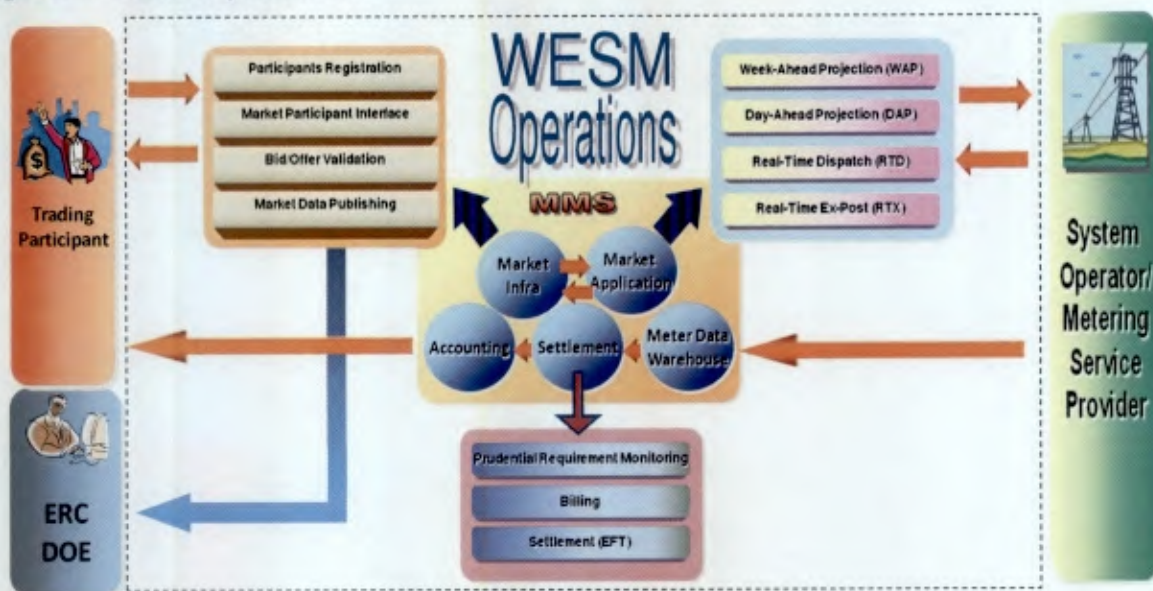 WESM
Operations
Trading
Participant
ERC
DOE
Participants Registration
Market Participant Interface
Bid Offer Validation
Market Data Publishing
MMS
Market
Infra
Market
Application
Accounting
Settlement
Meter Data
Warehouse
Prudential Requirement Monitoring
Billing
Settlement (EFT)
Week-Ahead Projection (WAP)
Day-Ahead Projection (DAP)
Real-Time Dispatch (RTD)
Real-Time Ex-Post (RTX)
System
Operator/
Metering
Service
Provider
$